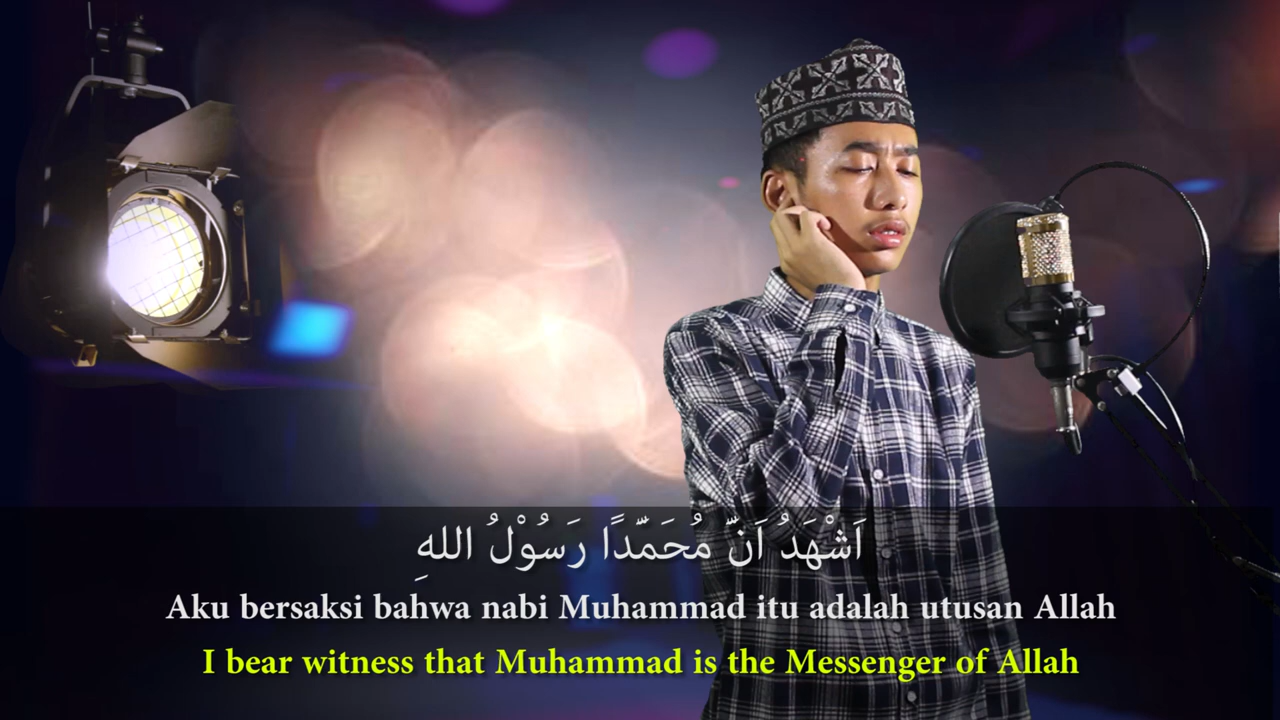 اَشْهَدُ اَنَّ مُحَمَّدًا رَسُوْلُ اللهِ
Aku bersaksi bahwa nabi Muhammad itu adalah utusan Allah
I bear witness that Muhammad is the Messenger of Allah